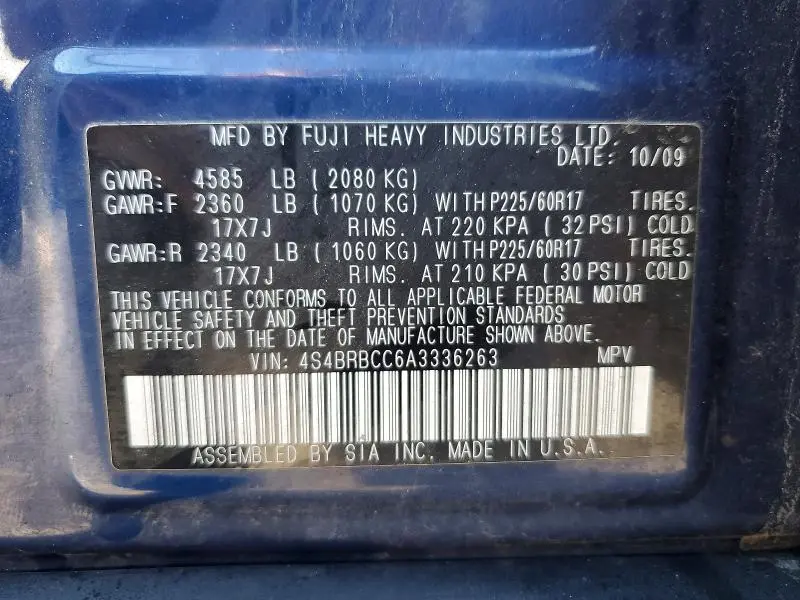 MFD BY FUJI HEAVY INDUSTRIES LTD.
DATE: 10/09
GVWR: 4585 LB ( 2080 KG)
GAWR:F 2360 LB ( 1070 KG) WITH P225/60R17 TIRES.
17X7J RIMS. AT 220 KPA ( 32 PSI) COLD
GAWR:R 2340 LB ( 1060 KG) WITH P225/60R17 TIRES.
17X7J RIMS. AT 210 KPA ( 30 PSI) COLD
THIS VEHICLE CONFORMS TO ALL APPLICABLE FEDERAL MOTOR
VEHICLE SAFETY AND THEFT PREVENTION STANDARDS
IN EFFECT ON THE DATE OF MANUFACTURE SHOWN ABOVE.
VIN: 4S4BRBCC6A3336263 MPV
ASSEMBLED BY SIA INC. MADE IN U.S.A.